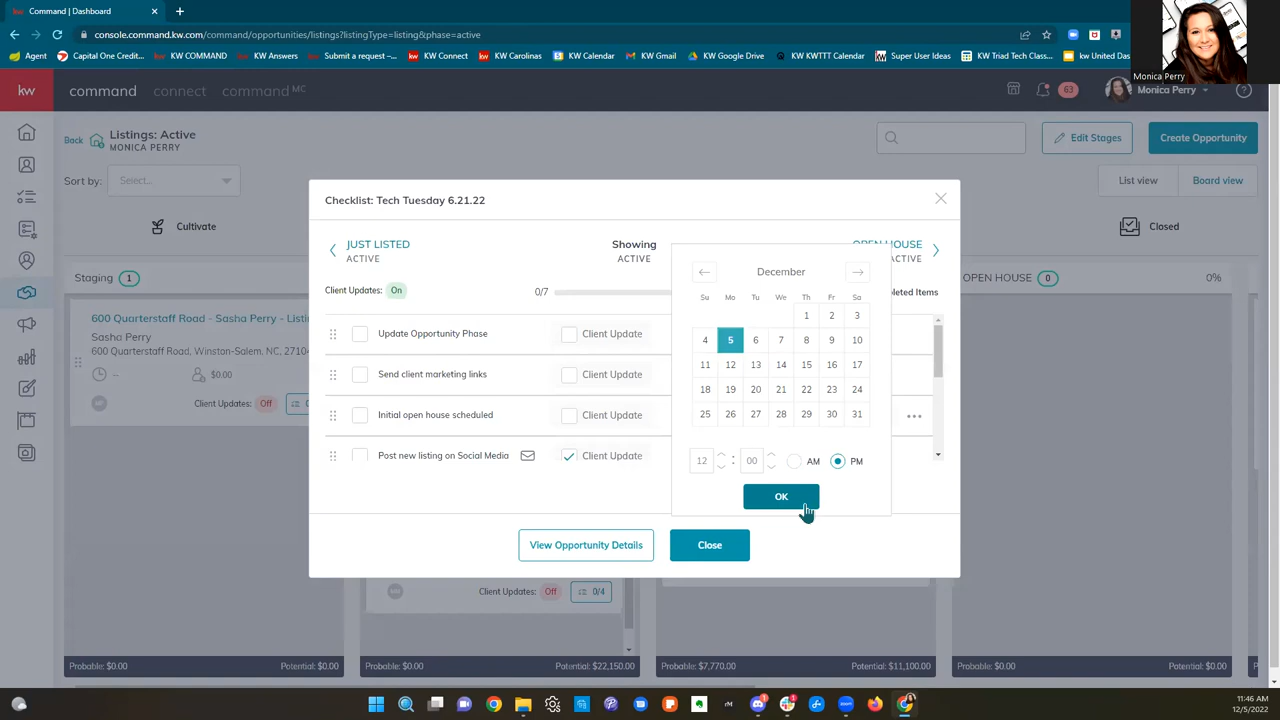 Command | Dashboard
console.command.kw.com/command/opportunities/listings?listingType=listing&phase=active
Agent
Capital One Cred...
KW COMMAND
KW Answers
Submit a request –...
KW Connect
KW Carolinas
KW Calendar
KW Gmail
KW Google Drive
KW KWTTT Calendar
Super User Ideas
KW Triad Tech Class...
kw United Das
Monica Perry
kw
command
connect
command MC
63
Monica Perry
Back
Listings: Active
MONICA PERRY
Edit Stages
Create Opportunity
Sort by:
Select...
List view
Board view
Cultivate
Closed
Staging 1
OPEN HOUSE 0
0%
600 Quarterstaff Road - Sasha Perry - Listin
Sasha Perry
600 Quarterstaff Road, Winston-Salem, NC, 27104
--
$0.00
Client Updates: Off
Checklist: Tech Tuesday 6.21.22
JUST LISTED
ACTIVE
Showing
ACTIVE
OPEN HOUSE
ACTIVE
Client Updates: On
0/7
pleted Items
Update Opportunity Phase
Client Update
Send client marketing links
Client Update
Initial open house scheduled
Client Update
Post new listing on Social Media
Client Update
December
Su Mo Tu We Th Fr Sa
1 2 3
4 5 6 7 8 9 10
11 12 13 14 15 16 17
18 19 20 21 22 23 24
25 26 27 28 29 30 31
12 : 00 AM PM
OK
View Opportunity Details
Close
Client Updates: Off 0/4
Probable: $0.00
Potential: $0.00
Probable: $0.00
Potential: $22,150.00
Probable: $7,770.00
Potential: $11,100.00
Probable: $0.00
Potential: $0.00
11:46 AM
12/5/2022